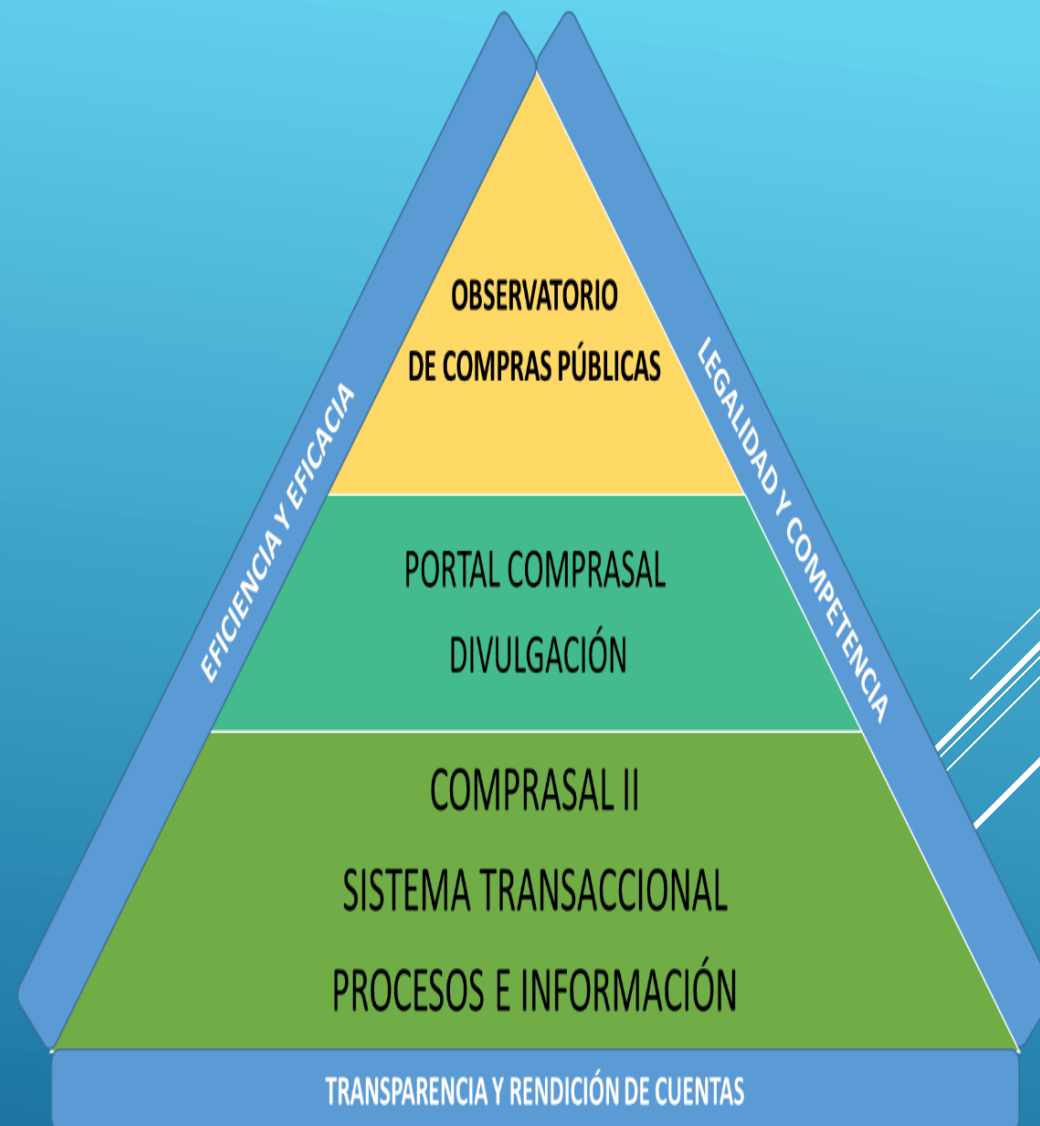 OBSERVATORIO
DE COMPRAS PÚBLICAS
EFICIENCIA Y EFICACIA
LEGALIDAD Y COMPETENCIA
PORTAL COMPRASAL
DIVULGACIÓN
COMPRASAL II
SISTEMA TRANSACCIONAL
PROCESOS E INFORMACIÓN
TRANSPARENCIA Y RENDICIÓN DE CUENTAS